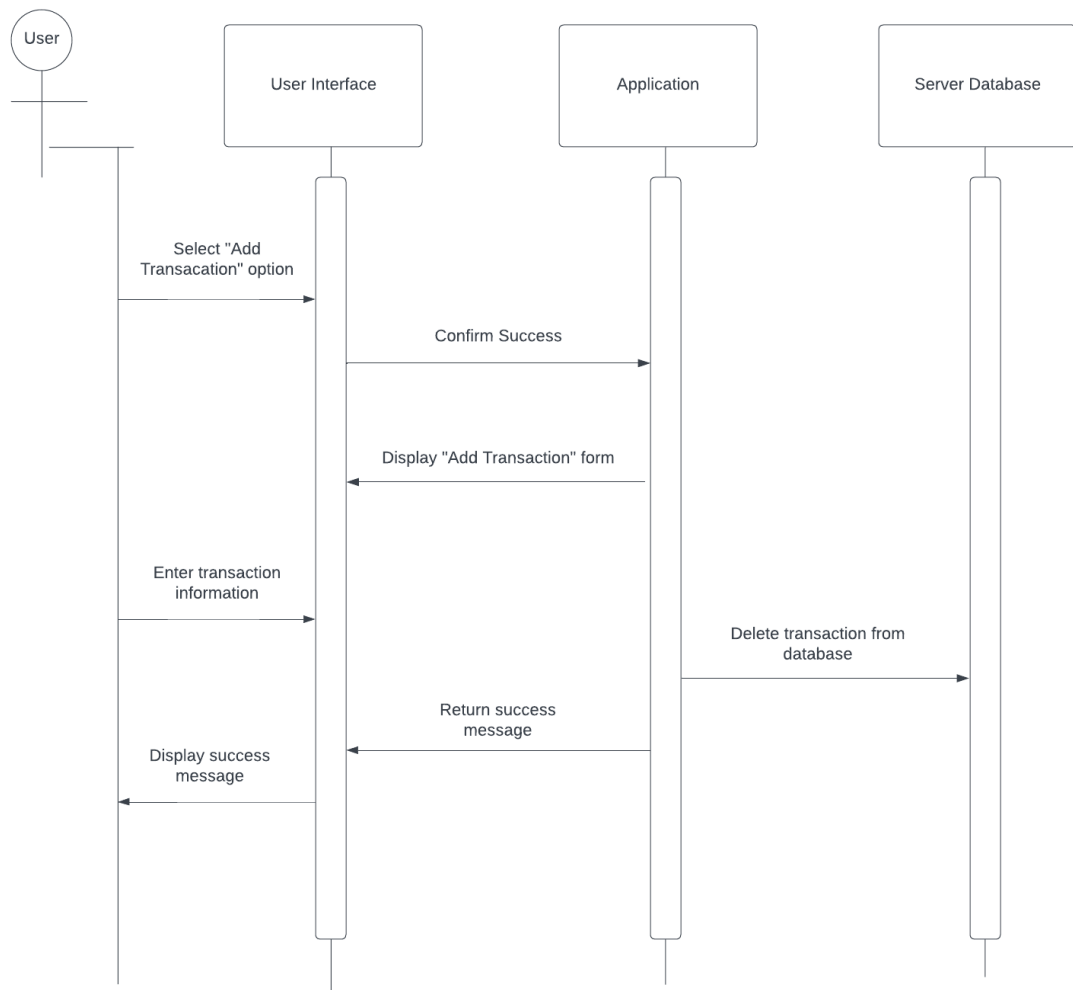 User
User Interface
Application
Server Database
Select "Add
Transacation" option
Confirm Success
Display "Add Transaction" form
Enter transaction
information
Delete transaction from
database
Return success
message
Display success
message